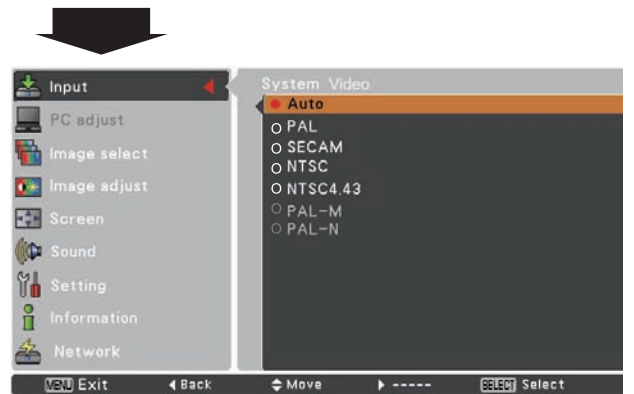 Input
PC adjust
Image select
Image adjust
Screen
Sound
Setting
Information
Network
System Video
Auto
PAL
SECAM
NTSC
NTSC4.43
PAL-M
PAL-N
MENU Exit Back Move ----- SELECT Select